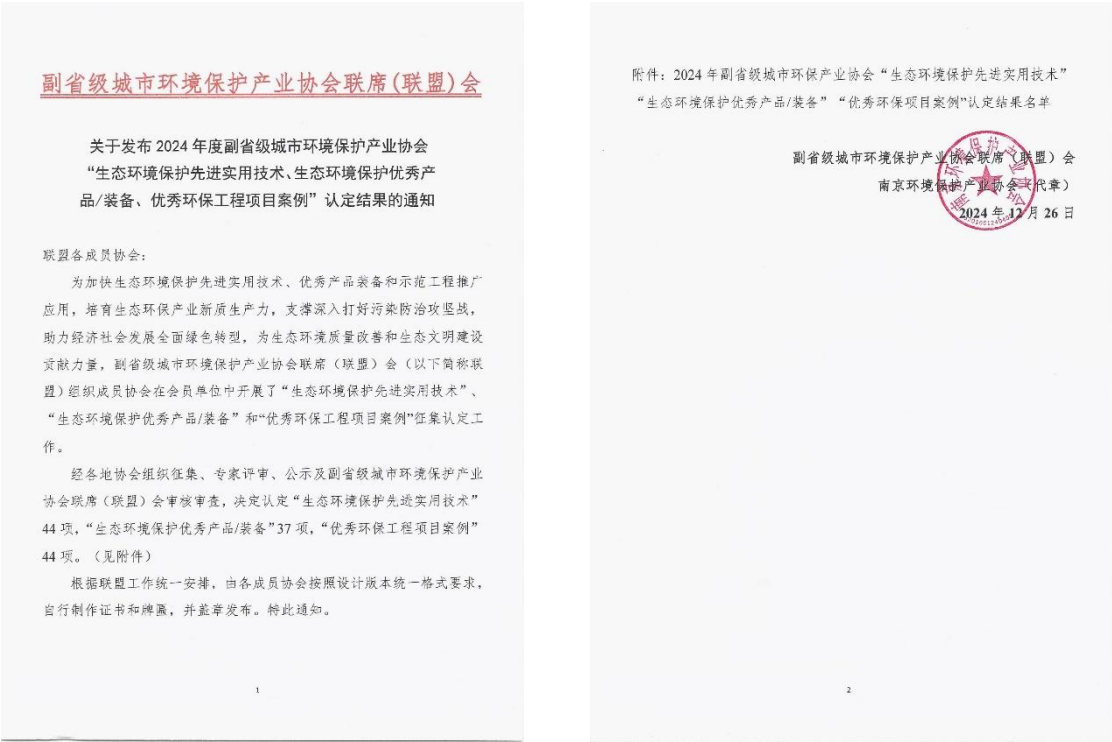 副省级城市环境保护产业协会联席(联盟)会
关于发布 2024 年度副省级城市环境保护产业协会
“生态环境保护先进实用技术、生态环境保护优秀产
品/装备、优秀环保工程项目案例”认定结果的通知
联盟各成员协会：
为加快生态环境保护先进实用技术、优秀产品装备和示范工程推广
应用，培育生态环保产业新质生产力，支撑深入打好污染防治攻坚战，
助力经济社会发展全面绿色转型，为生态环境质量改善和生态文明建设
贡献力量，副省级城市环境保护产业协会联席（联盟）会（以下简称联
盟）组织成员协会在会员单位中开展了“生态环境保护先进实用技术”、
“生态环境保护优秀产品/装备”和“优秀环保工程项目案例”征集认定工
作。
经各地协会组织征集、专家评审、公示及副省级城市环境保护产业
协会联席（联盟）会审核审查，决定认定“生态环境保护先进实用技术”
44 项，“生态环境保护优秀产品/装备”37 项，“优秀环保工程项目案例”
44 项。（见附件）
根据联盟工作统一安排，由各成员协会按照设计版本统一格式要求，
自行制作证书和牌匾，并盖章发布。特此通知。
1
附件：2024 年副省级城市环保产业协会“生态环境保护先进实用技术”
“生态环境保护优秀产品/装备”“优秀环保项目案例”认定结果名单
副省级城市环境保护产业协会联席（联盟）会
南京环境保护产业协会（代章）
2024 年 12 月 26 日
南京环境保护产业协会
2